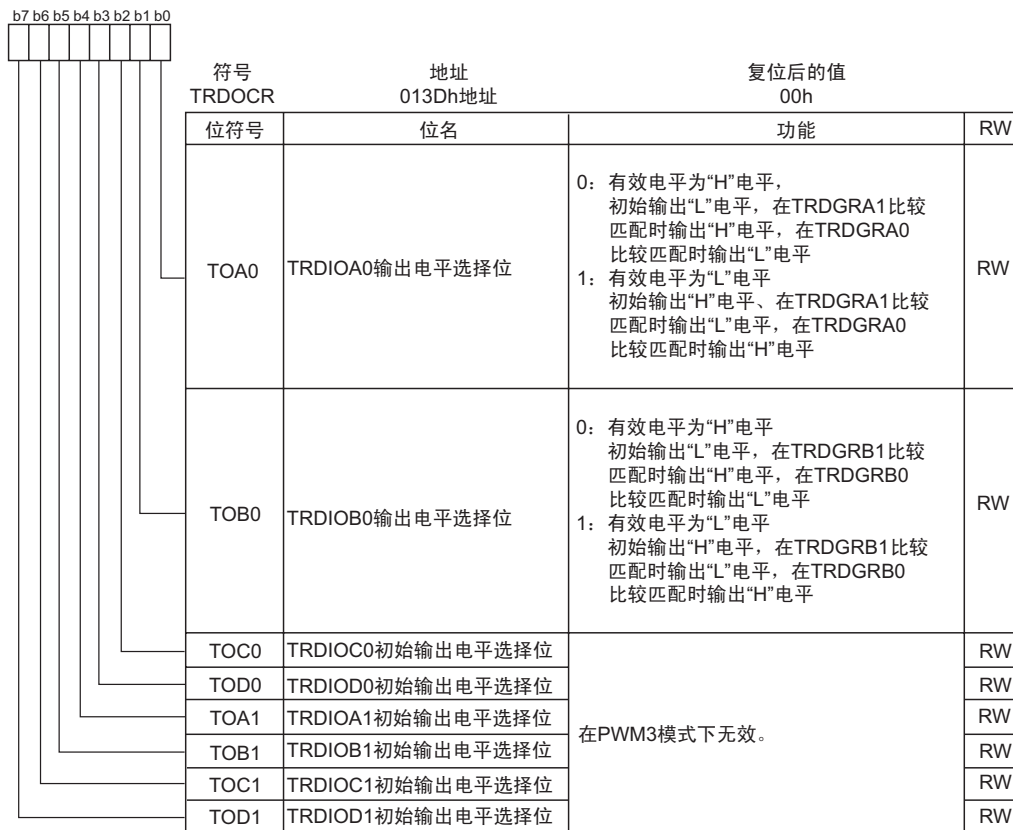 b7 b6 b5 b4 b3 b2 b1 b0
符号 地址 复位后的值
TRDOCR 013Dh地址 00h
位符号 位名 功能 RW
TOA0 TRDIOA0输出电平选择位 RW
0：有效电平为“H”电平，
初始输出“L”电平，在TRDGRA1比较
匹配时输出“H”电平，在TRDGRA0
比较匹配时输出“L”电平
1：有效电平为“L”电平
初始输出“H”电平、在TRDGRA1比较
匹配时输出“L”电平，在TRDGRA0
比较匹配时输出“H”电平
TOB0 TRDIOB0输出电平选择位 RW
0：有效电平为“H”电平
初始输出“L”电平，在TRDGRB1比较
匹配时输出“H”电平，在TRDGRB0
比较匹配时输出“L”电平
1：有效电平为“L”电平
初始输出“H”电平，在TRDGRB1比较
匹配时输出“L”电平，在TRDGRB0
比较匹配时输出“H”电平
TOC0 TRDIOC0初始输出电平选择位 RW
TOD0 TRDIOD0初始输出电平选择位 RW
TOA1 TRDIOA1初始输出电平选择位 RW
在PWM3模式下无效。
TOB1 TRDIOB1初始输出电平选择位 RW
TOC1 TRDIOC1初始输出电平选择位 RW
TOD1 TRDIOD1初始输出电平选择位 RW